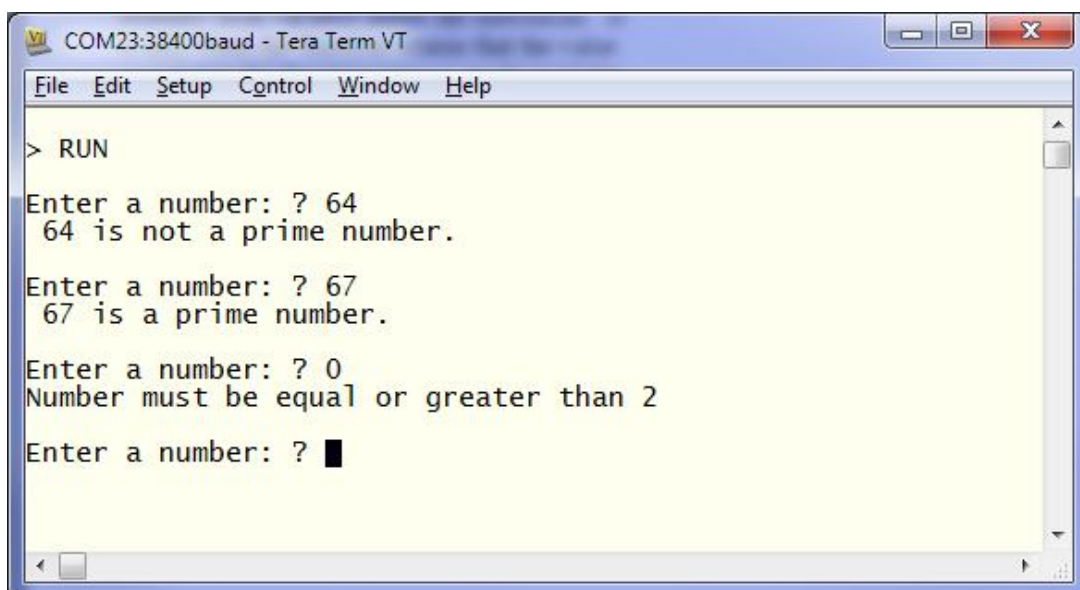 COM23:38400baud - Tera Term VT
File Edit Setup Control Window Help
> RUN
Enter a number: ? 64
 64 is not a prime number.
Enter a number: ? 67
 67 is a prime number.
Enter a number: ? 0
Number must be equal or greater than 2
Enter a number: ?